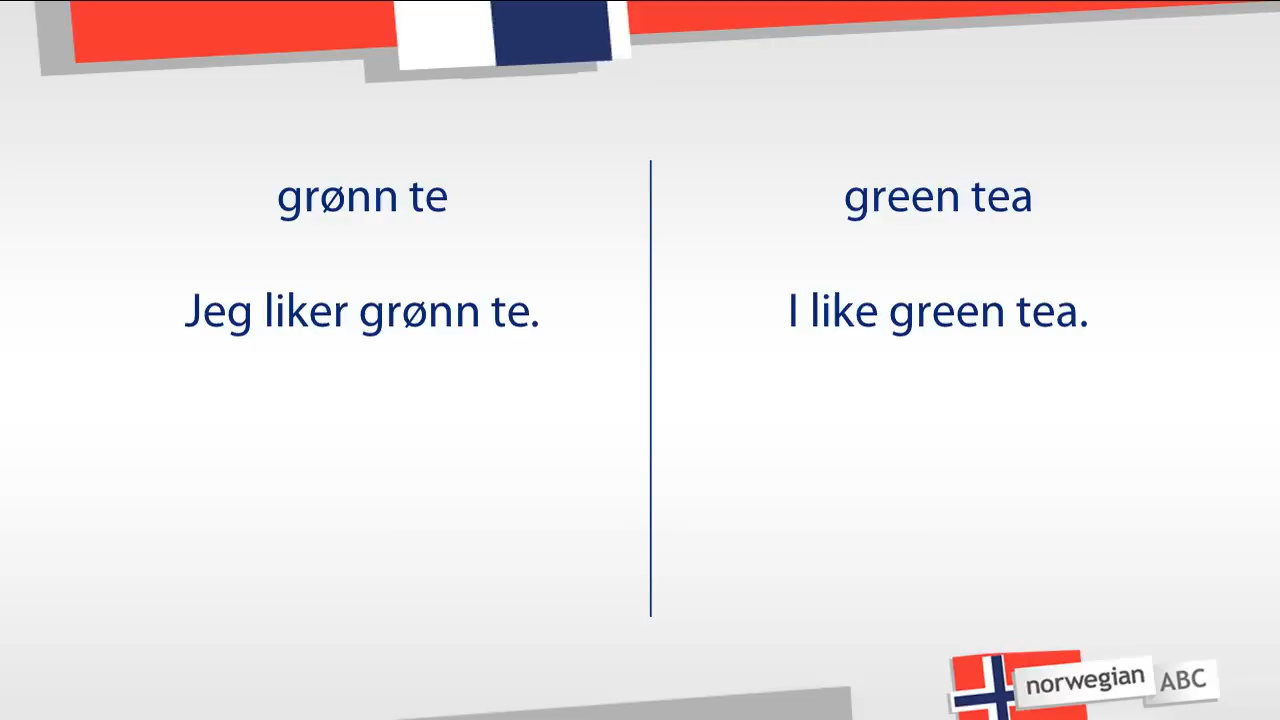 grønn te
green tea
Jeg liker grønn te.
I like green tea.
norwegian ABC